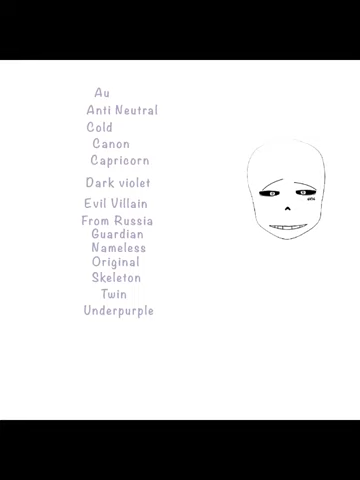 Au
Anti Neutral
Cold
Canon
Capricorn
Dark violet
Evil Villain
From Russia
Guardian
Nameless
Original
Skeleton
Twin
Underpurple